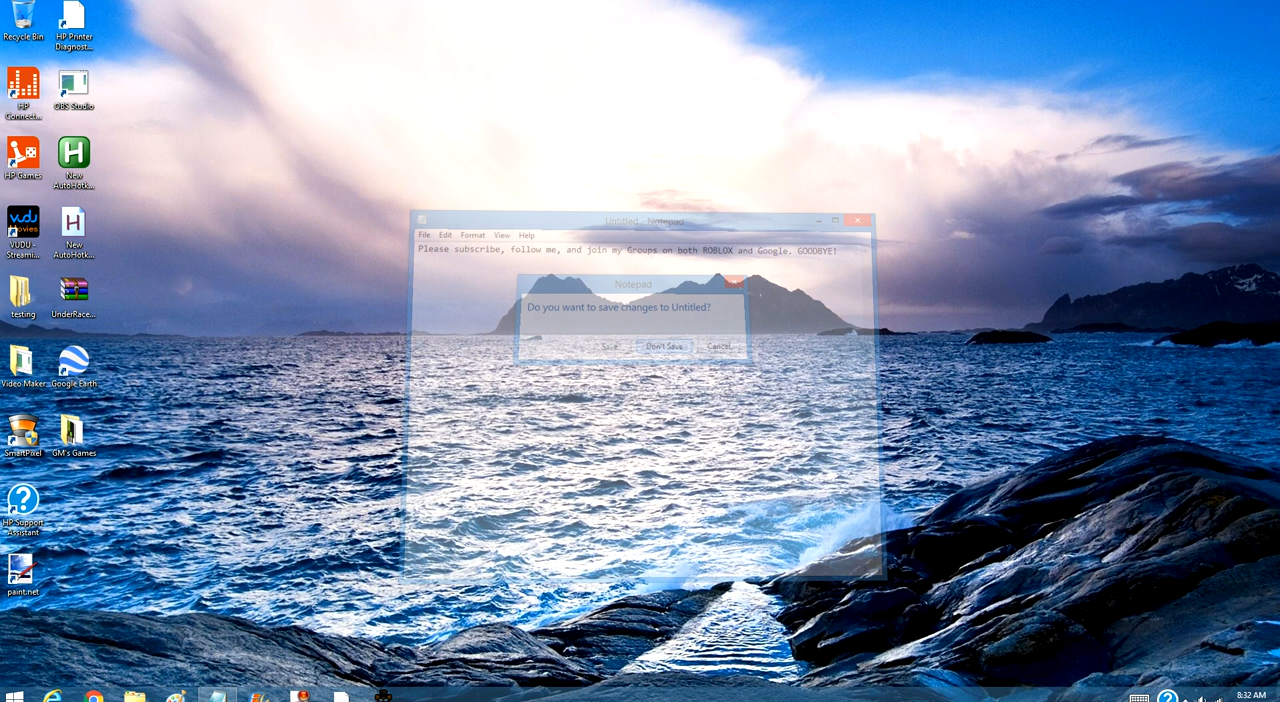 Recycle Bin
HP Printer
Diagnost...
HP
Connect...
OBS Studio
HP Games
New
AutoHotk...
vudu
Movies
VUDU -
Streami...
New
AutoHotk...
testing
UnderRace...
Video Maker
Google Earth
SmartPixel
GM's Games
HP Support
Assistant
paint.net
Untitled - Notepad
File Edit Format View Help
Please subscribe, follow me, and join my Groups on both ROBLOX and Google. GOODBYE!
Notepad
Do you want to save changes to Untitled?
Save Don't Save Cancel
8:32 AM